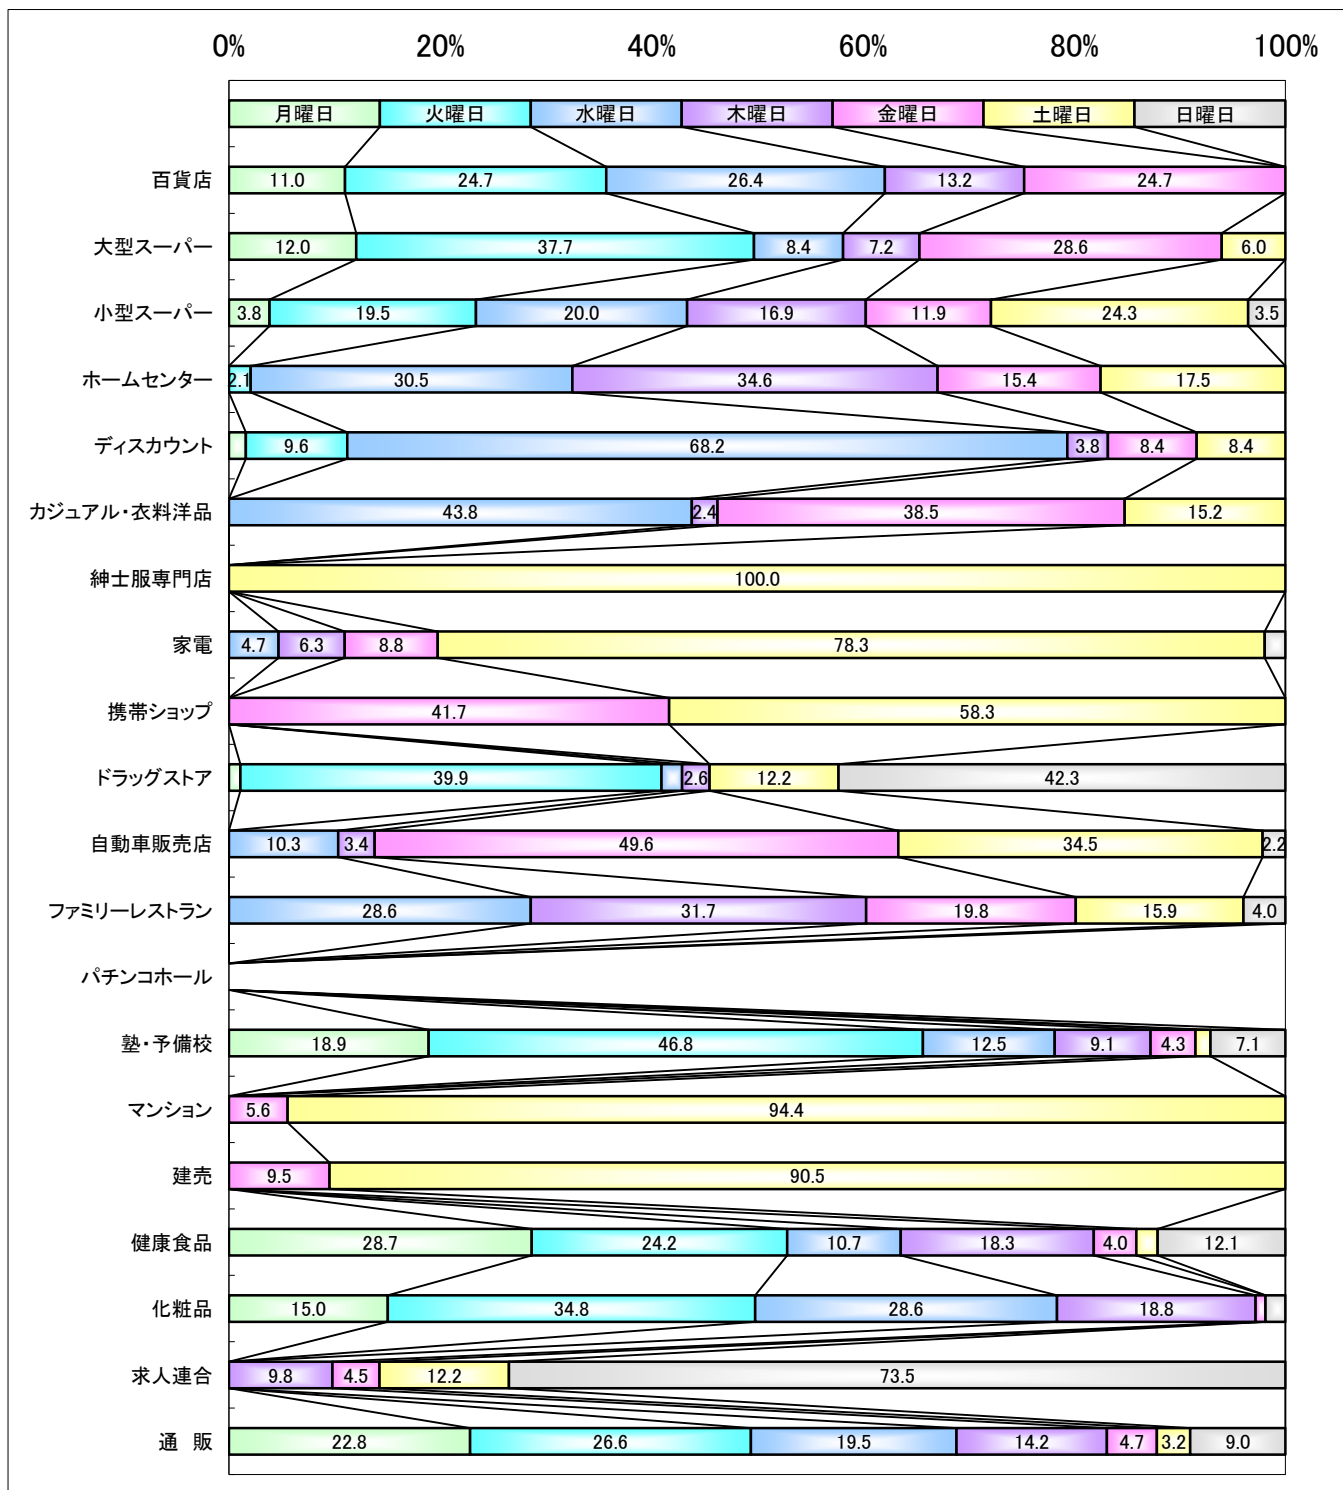 0% 20% 40% 60% 80% 100%
月曜日 火曜日 水曜日 木曜日 金曜日 土曜日 日曜日
百貨店 11.0 24.7 26.4 13.2 24.7
大型スーパー 12.0 37.7 8.4 7.2 28.6 6.0
小型スーパー 3.8 19.5 20.0 16.9 11.9 24.3 3.5
ホームセンター 2.1 30.5 34.6 15.4 17.5
ディスカウント 9.6 68.2 3.8 8.4 8.4
カジュアル・衣料洋品 43.8 2.4 38.5 15.2
紳士服専門店 100.0
家電 4.7 6.3 8.8 78.3
携帯ショップ 41.7 58.3
ドラッグストア 39.9 2.6 12.2 42.3
自動車販売店 10.3 3.4 49.6 34.5 2.2
ファミリーレストラン 28.6 31.7 19.8 15.9 4.0
パチンコホール
塾・予備校 18.9 46.8 12.5 9.1 4.3 7.1
マンション 5.6 94.4
建売 9.5 90.5
健康食品 28.7 24.2 10.7 18.3 4.0 12.1
化粧品 15.0 34.8 28.6 18.8
求人連合 9.8 4.5 12.2 73.5
通 販 22.8 26.6 19.5 14.2 4.7 3.2 9.0